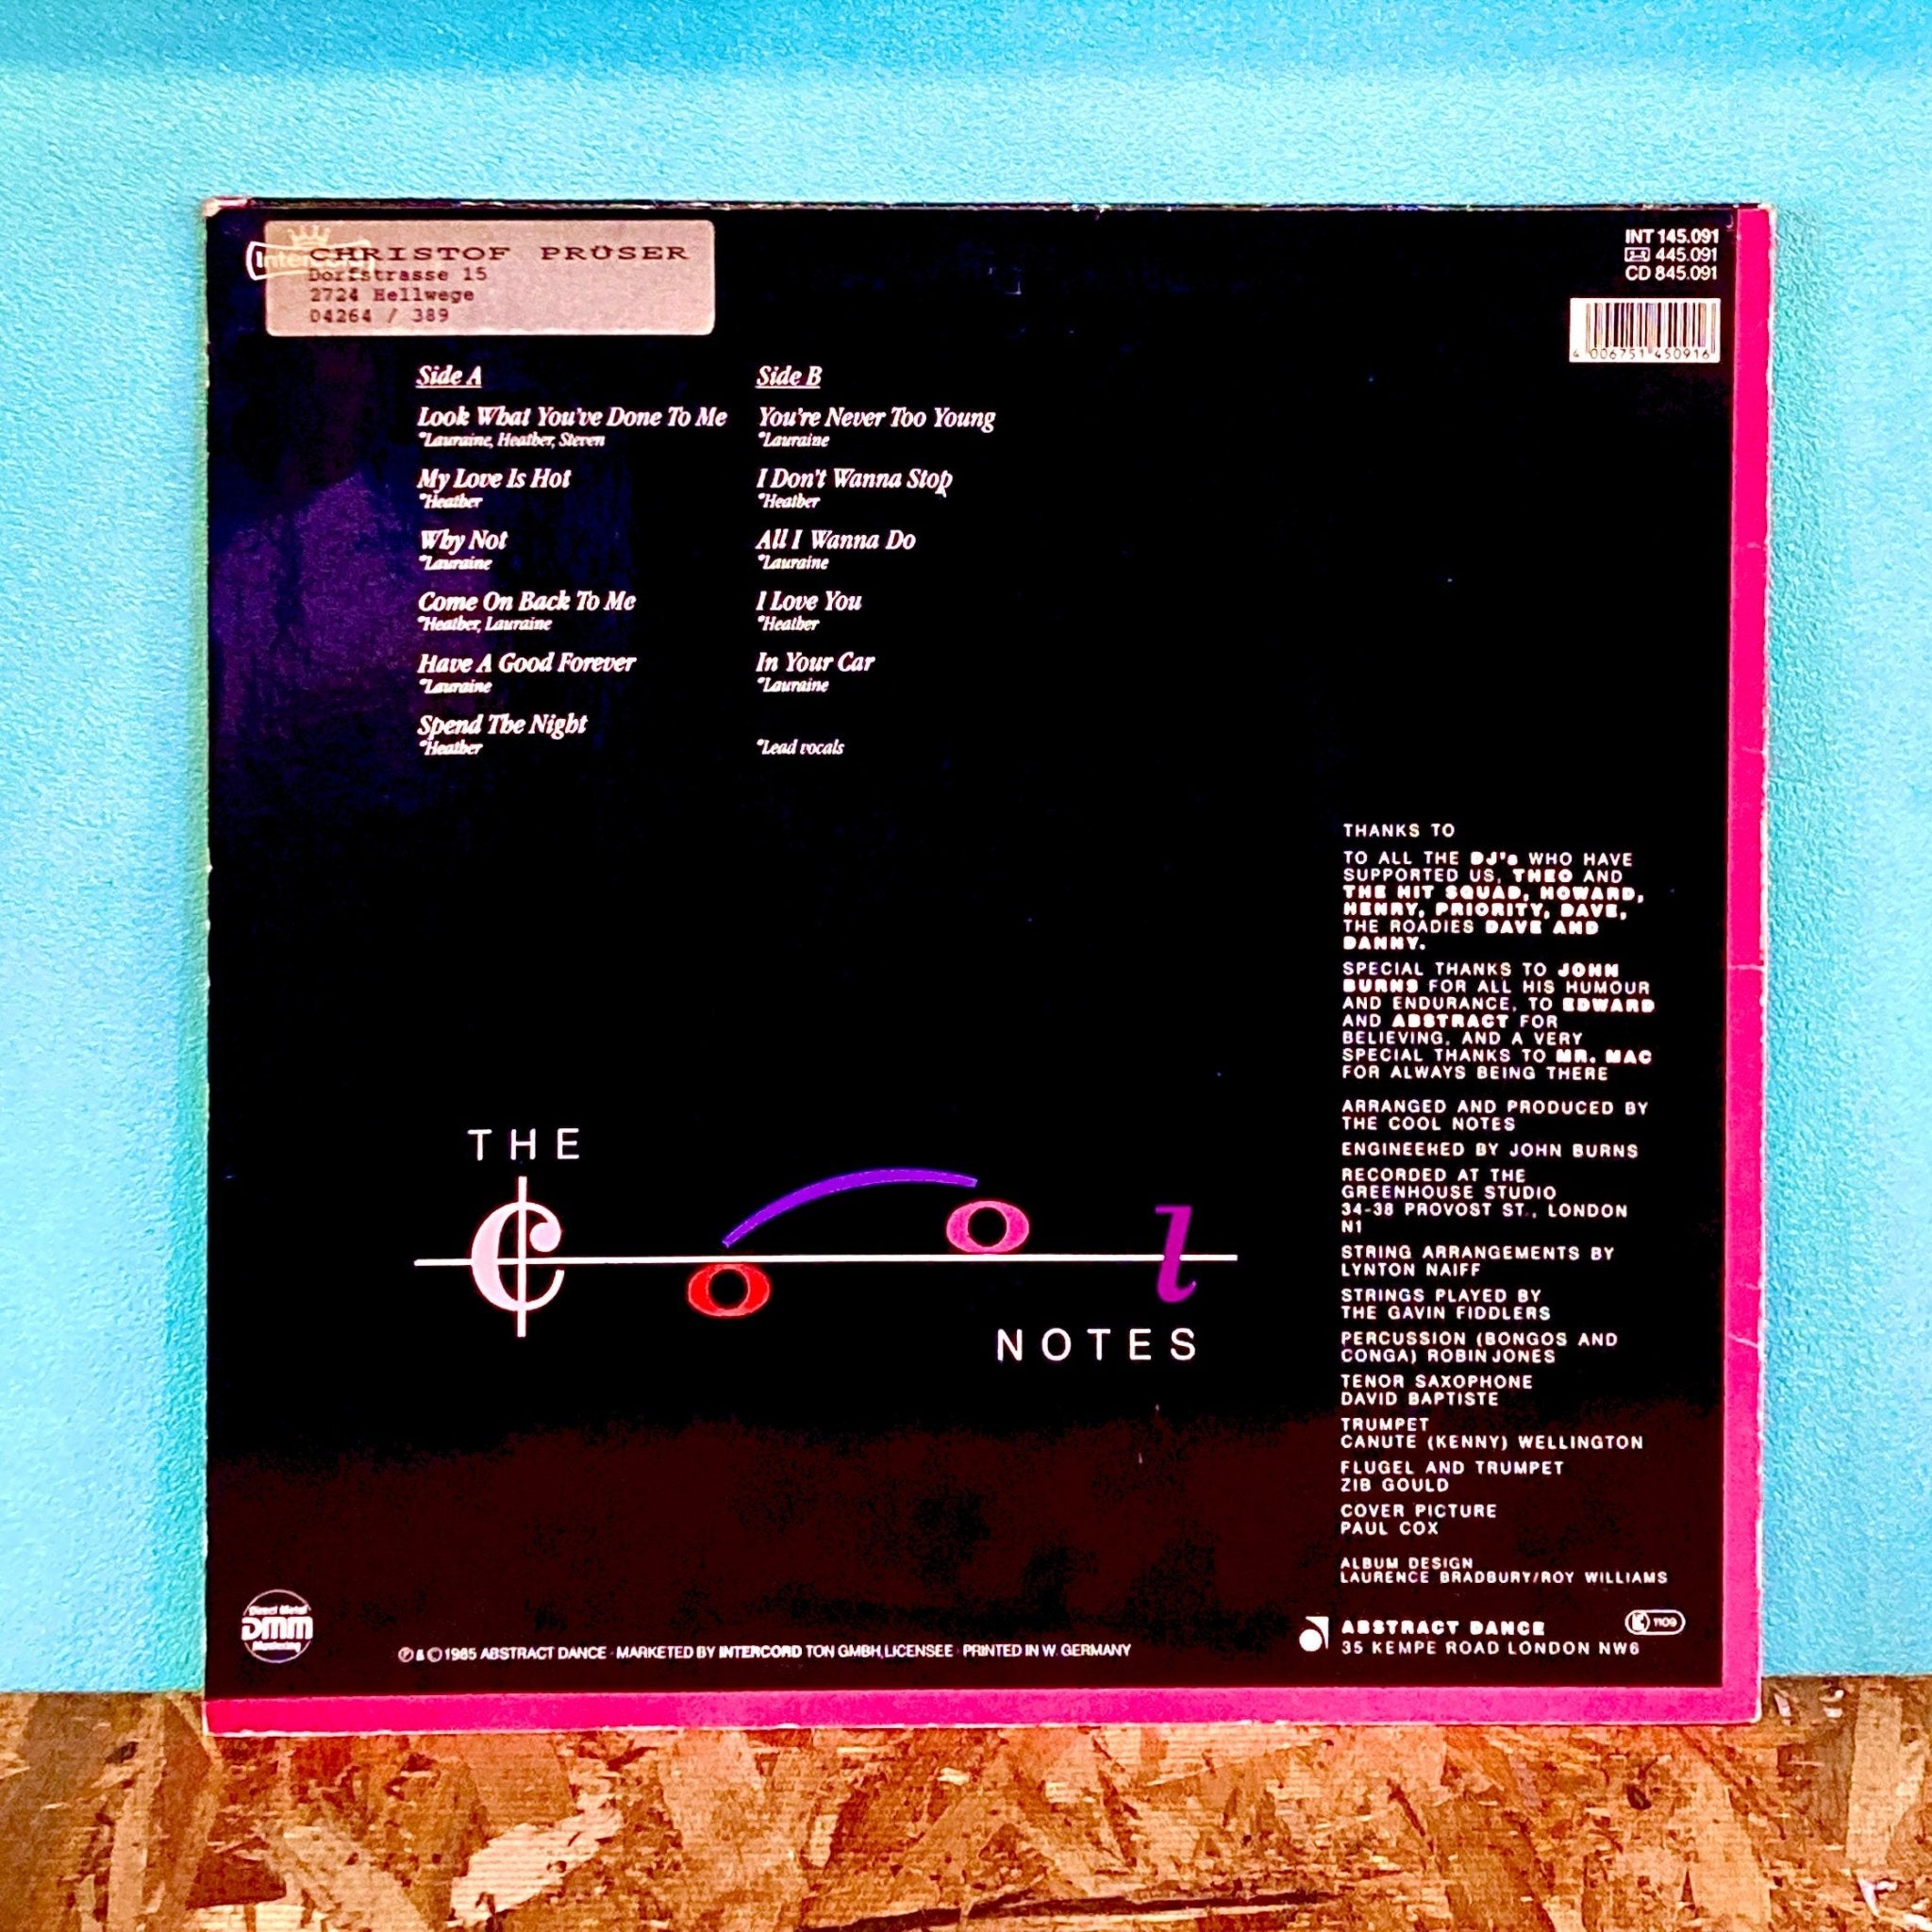 CHRISTOF PRÜSER
Dorfstrasse 15
2724 Hellwege
04264 / 389
INT 145.091
445.091
CD 845.091
4 006751 450916
Side A
Look What You've Done To Me
*Lauraine, Heather, Steven
My Love Is Hot
*Heather
Why Not
*Lauraine
Come On Back To Me
*Heather, Lauraine
Have A Good Forever
*Lauraine
Spend The Night
*Heather
Side B
You're Never Too Young
*Lauraine
I Don't Wanna Stop
*Heather
All I Wanna Do
*Lauraine
I Love You
*Heather
In Your Car
*Lauraine
*Lead vocals
THANKS TO
TO ALL THE DJ's WHO HAVE
SUPPORTED US, THEO AND
THE HIT SQUAD, HOWARD,
HENRY, PRIORITY, DAVE,
THE ROADIES DAVE AND
DANNY.
SPECIAL THANKS TO JOHN
BURNS FOR ALL HIS HUMOUR
AND ENDURANCE, TO EDWARD
AND ABSTRACT FOR
BELIEVING, AND A VERY
SPECIAL THANKS TO MR. MAC
FOR ALWAYS BEING THERE
ARRANGED AND PRODUCED BY
THE COOL NOTES
ENGINEERED BY JOHN BURNS
RECORDED AT THE
GREENHOUSE STUDIO
34-38 PROVOST ST., LONDON
N1
STRING ARRANGEMENTS BY
LYNTON NAIFF
STRINGS PLAYED BY
THE GAVIN FIDDLERS
PERCUSSION (BONGOS AND
CONGA) ROBIN JONES
TENOR SAXOPHONE
DAVID BAPTISTE
TRUMPET
CANUTE (KENNY) WELLINGTON
FLUGEL AND TRUMPET
ZIB GOULD
COVER PICTURE
PAUL COX
ALBUM DESIGN
LAURENCE BRADBURY/ROY WILLIAMS
THE
COOl
NOTES
Direct Metal
DMM
Mastering
℗ & © 1985 ABSTRACT DANCE · MARKETED BY INTERCORD TON GMBH, LICENSEE · PRINTED IN W. GERMANY
ABSTRACT DANCE
35 KEMPE ROAD LONDON NW6
LC 1109